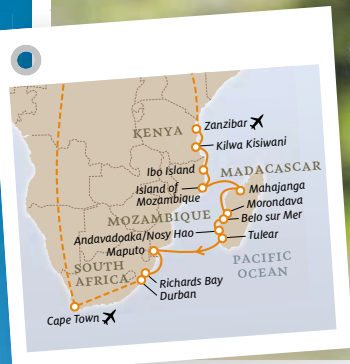 KENYA
Zanzibar
Kilwa Kisiwani
Ibo Island
MADAGASCAR
Island of
Mozambique
Mahajanga
Morondava
MOZAMBIQUE
Belo sur Mer
Andavadoaka/Nosy Hao
Tulear
Maputo
PACIFIC
OCEAN
SOUTH
AFRICA
Richards Bay
Durban
Cape Town